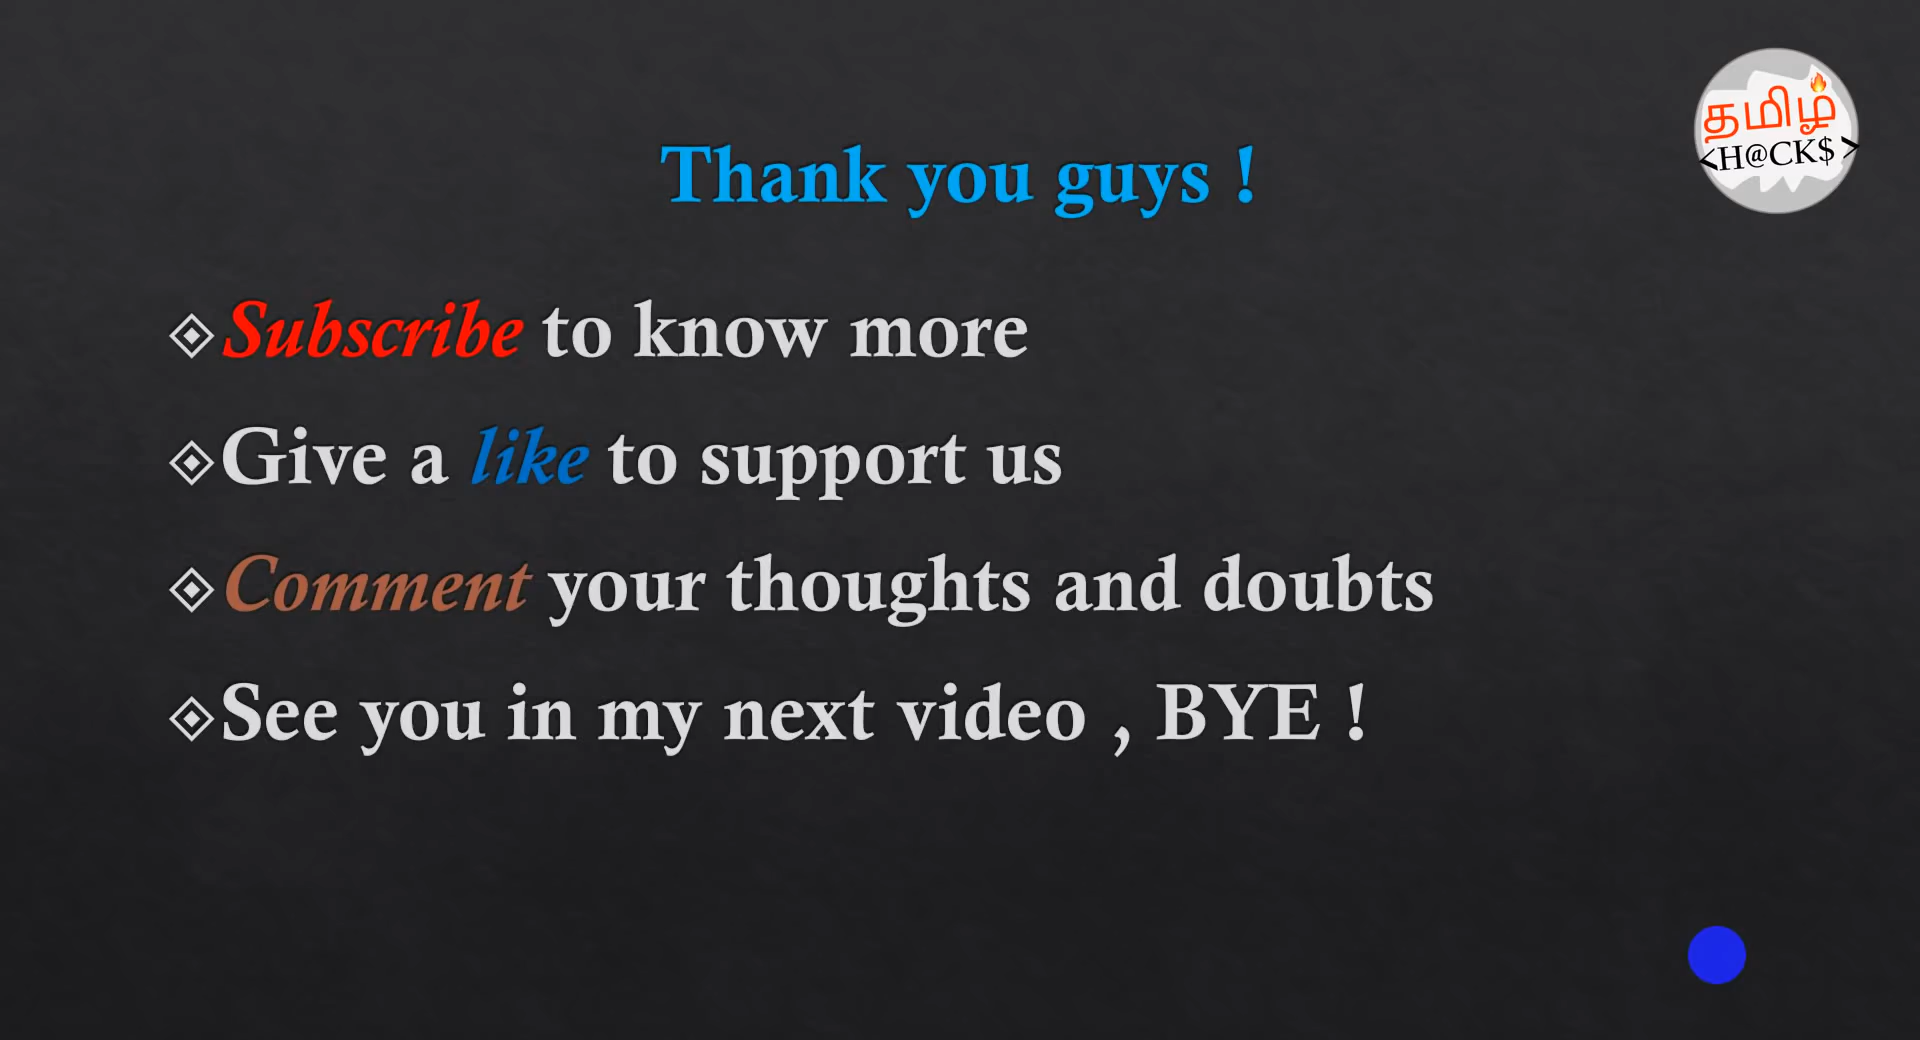 தமிழ்
<H@CK$>
Thank you guys !
Subscribe to know more
Give a like to support us
Comment your thoughts and doubts
See you in my next video , BYE !